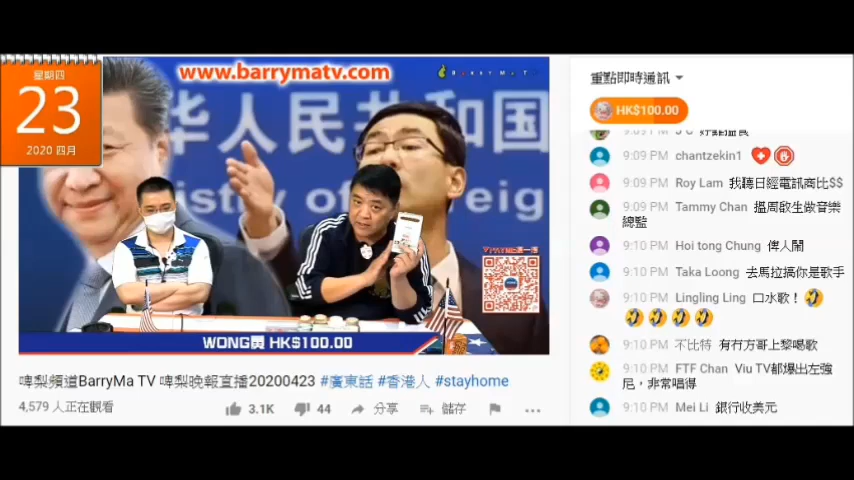 星期四
23
2020 四月
www.barrymatv.com
BARRYMATV
華人民共和國
istry of Foreign
WONG閃 HK$100.00
啤梨頻道BarryMa TV 啤梨晚報直播20200423 #廣東話 #香港人 #stayhome
4,579 人正在觀看
3.1K
44
分享
儲存
重點即時通訊
HK$100.00
9:09 PM chantzekin1
9:09 PM Roy Lam 我聽日經電訊商比$$
9:09 PM Tammy Chan 搵周啟生做音樂
總監
9:10 PM Hoi tong Chung 俾人鬧
9:10 PM Taka Loong 去馬拉搞你是歌手
9:10 PM Lingling Ling 口水歌！🤣
🤣🤣🤣🤣
9:10 PM 不比特 有冇方哥上黎喝歌
9:10 PM FTF Chan Viu TV都爆出左強
尼，非常唱得
9:10 PM Mei Li 銀行收美元